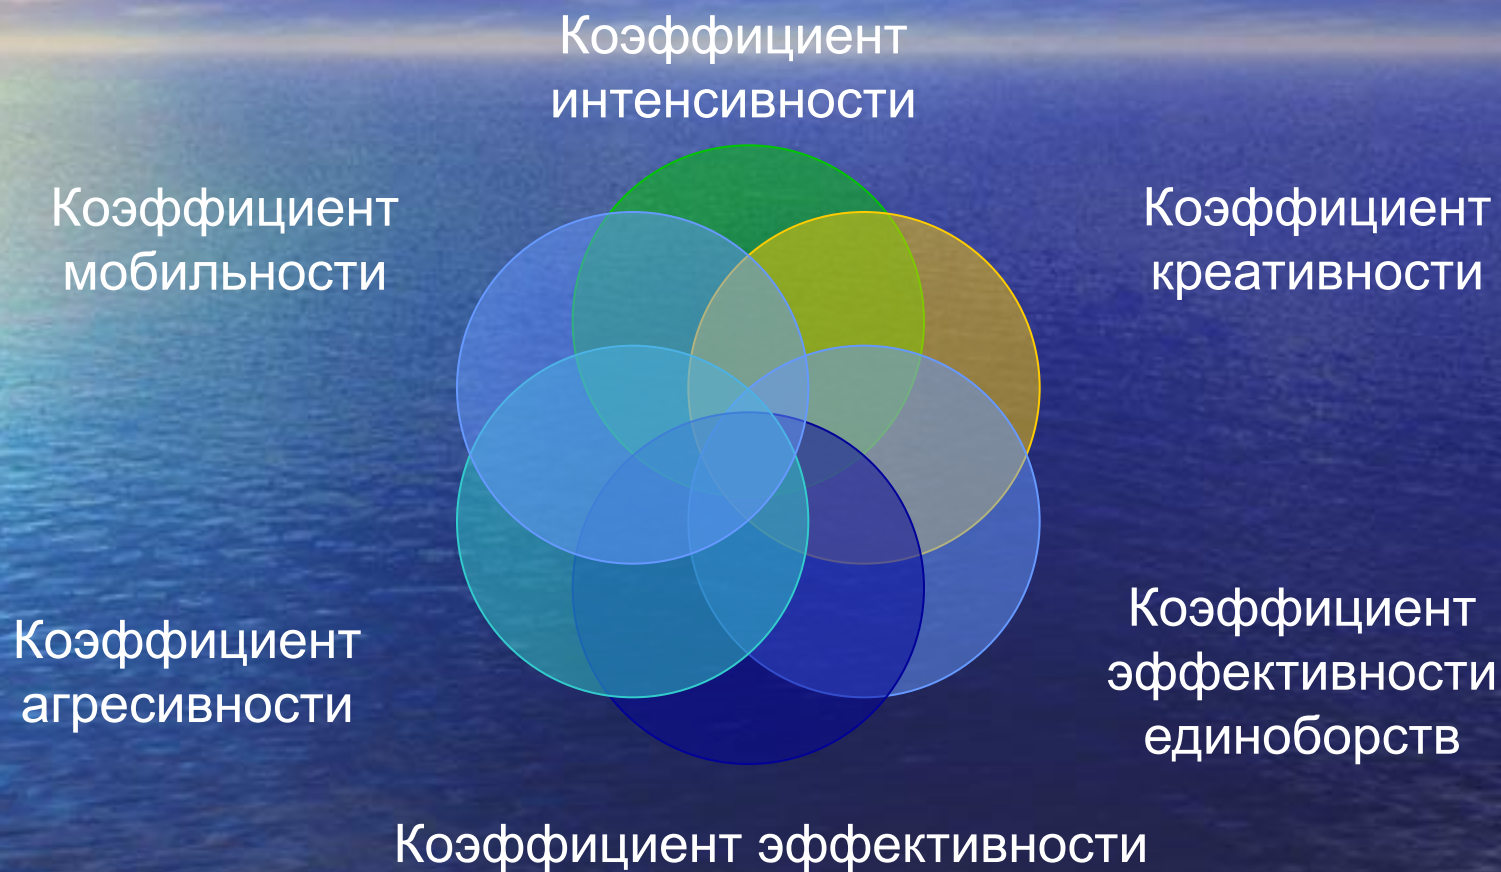 Коэффициент
интенсивности
Коэффициент
мобильности
Коэффициент
креативности
Коэффициент
агресивности
Коэффициент
эффективности
единоборств
Коэффициент эффективности